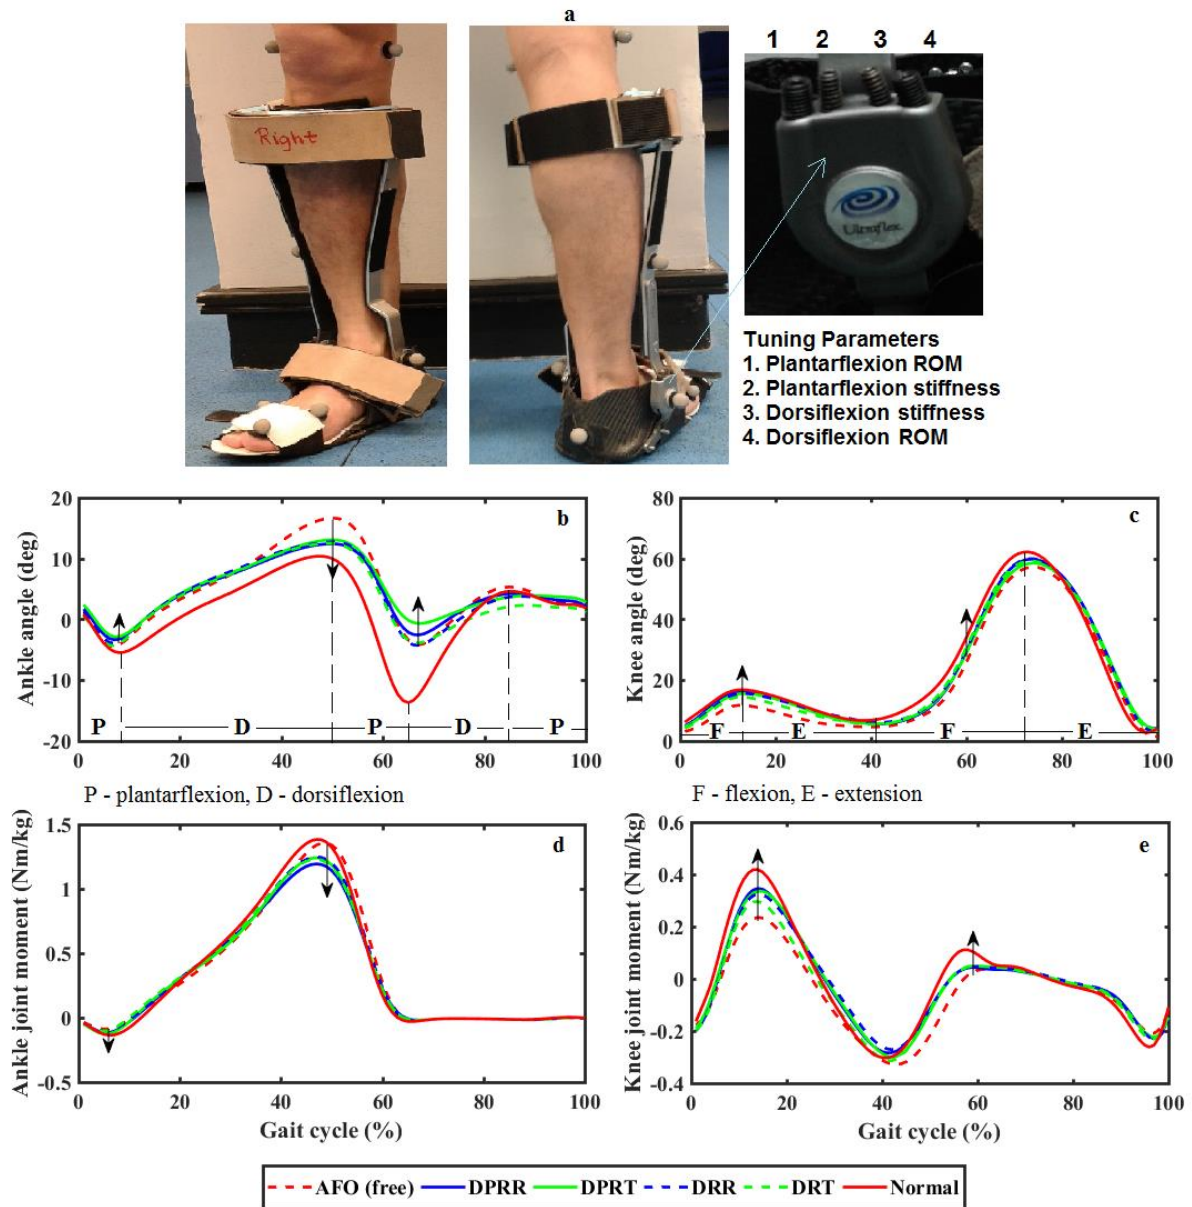 a
Right
1 2 3 4
Ultraflex
Tuning Parameters
1. Plantarflexion ROM
2. Plantarflexion stiffness
3. Dorsiflexion stiffness
4. Dorsiflexion ROM
20
10
0
-10
-20
Ankle angle (deg)
b
P D P D P
0 20 40 60 80 100
P - plantarflexion, D - dorsiflexion
80
60
40
20
0
Knee angle (deg)
c
F E F E
0 20 40 60 80 100
F - flexion, E - extension
1.5
1
0.5
0
-0.5
Ankle joint moment (Nm/kg)
d
0 20 40 60 80 100
Gait cycle (%)
0.6
0.4
0.2
0
-0.2
-0.4
Knee joint moment (Nm/kg)
e
0 20 40 60 80 100
Gait cycle (%)
AFO (free) DPRR DPRT DRR DRT Normal